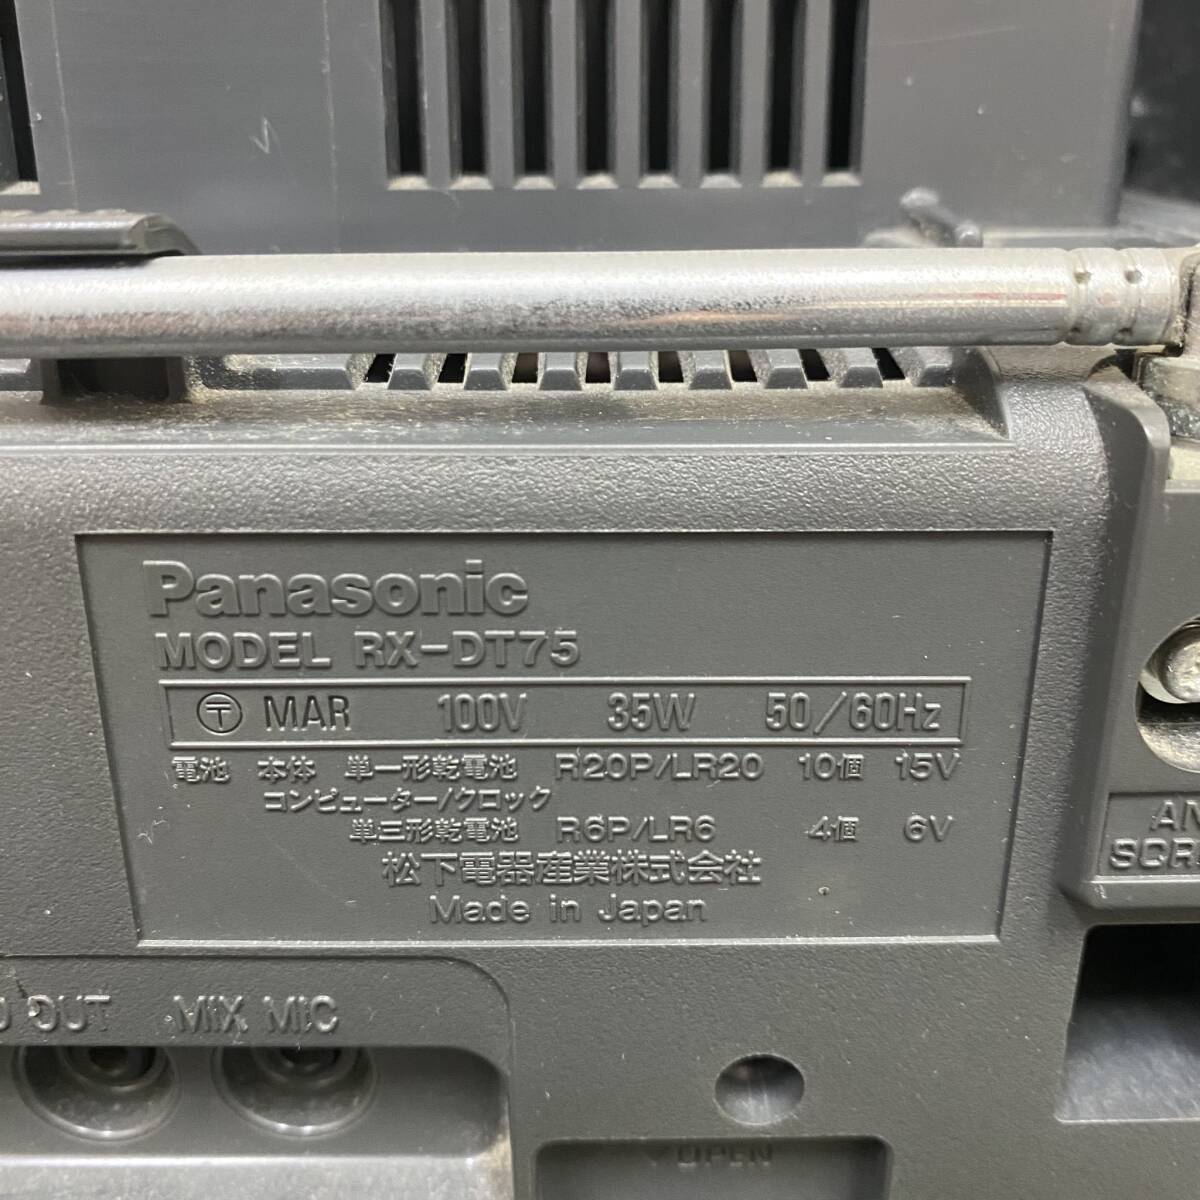 Panasonic
MODEL RX-DT75
〒 MAR 100V 35W 50/60Hz
電池 本体 単一形乾電池 R20P/LR20 10個 15V
コンピューター/クロック
単三形乾電池 R6P/LR6 4個 6V
松下電器産業株式会社
Made in Japan
OUT MIX MIC
OPEN